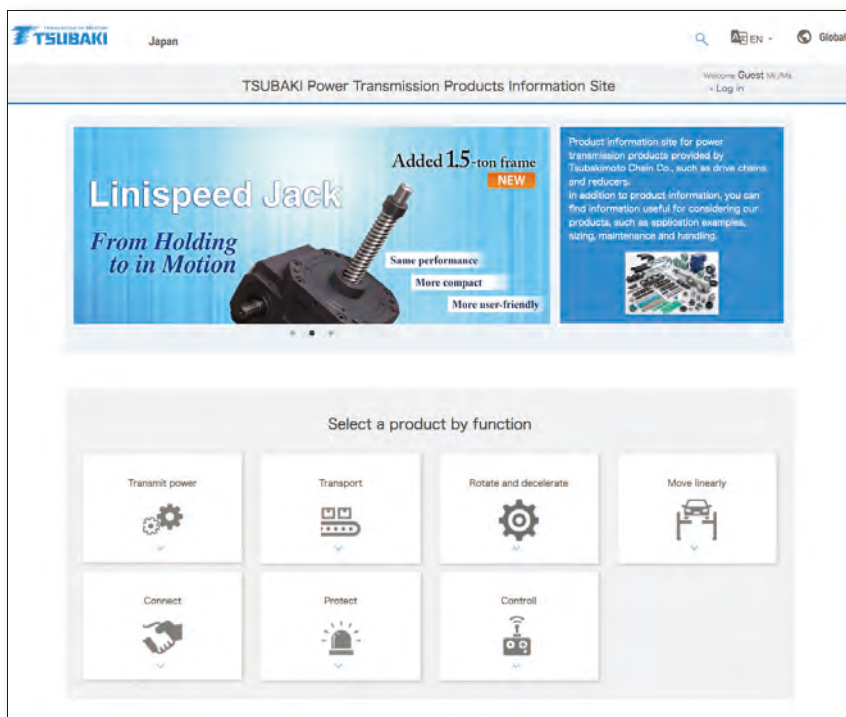 Innovation in Motion
TSUBAKI
Japan
EN
Global
TSUBAKI Power Transmission Products Information Site
Welcome Guest Mr./Ms.
Log in
Linispeed Jack
From Holding
to in Motion
Added 1.5-ton frame
NEW
Same performance
More compact
More user-friendly
Product information site for power
transmission products provided by
Tsubakimoto Chain Co., such as drive chains
and reducers.
In addition to product information, you can
find information useful for considering our
products, such as application examples,
sizing, maintenance and handling.
Select a product by function
Transmit power
Transport
Rotate and decelerate
Move linearly
Connect
Protect
Controll